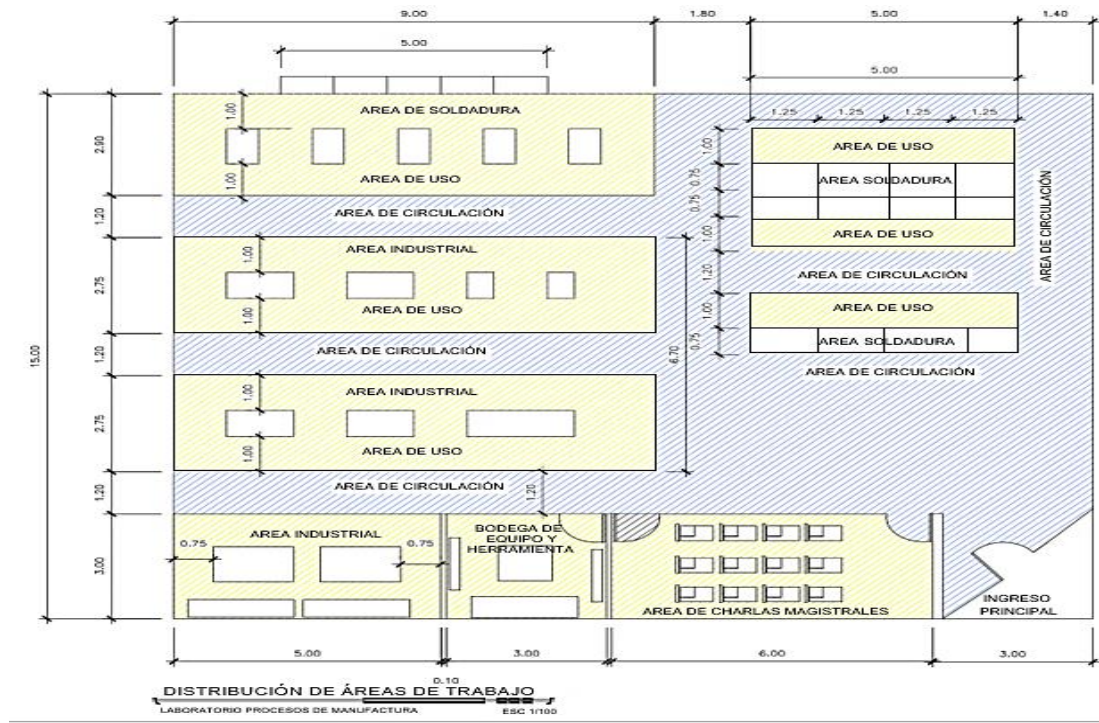 9.00
1.80
5.00
1.40
5.00
5.00
AREA DE SOLDADURA
1.00
1.25
1.25
1.25
1.25
2.90
1.00
AREA DE USO
1.00
AREA DE USO
0.75
AREA SOLDADURA
0.75
1.20
AREA DE CIRCULACIÓN
1.00
AREA DE USO
AREA DE CIRCULACIÓN
AREA INDUSTRIAL
1.00
1.20
AREA DE CIRCULACIÓN
2.75
1.00
AREA DE USO
1.00
AREA DE USO
15.00
1.20
AREA DE CIRCULACIÓN
6.70
0.75
AREA SOLDADURA
AREA DE CIRCULACIÓN
AREA INDUSTRIAL
1.00
2.75
1.00
AREA DE USO
1.20
AREA DE CIRCULACIÓN
1.20
3.00
AREA INDUSTRIAL
0.75
0.75
BODEGA DE
EQUIPO Y
HERRAMIENTA
AREA DE CHARLAS MAGISTRALES
INGRESO
PRINCIPAL
5.00
3.00
6.00
3.00
0.10
DISTRIBUCIÓN DE ÁREAS DE TRABAJO
LABORATORIO PROCESOS DE MANUFACTURA
ESC 1/100